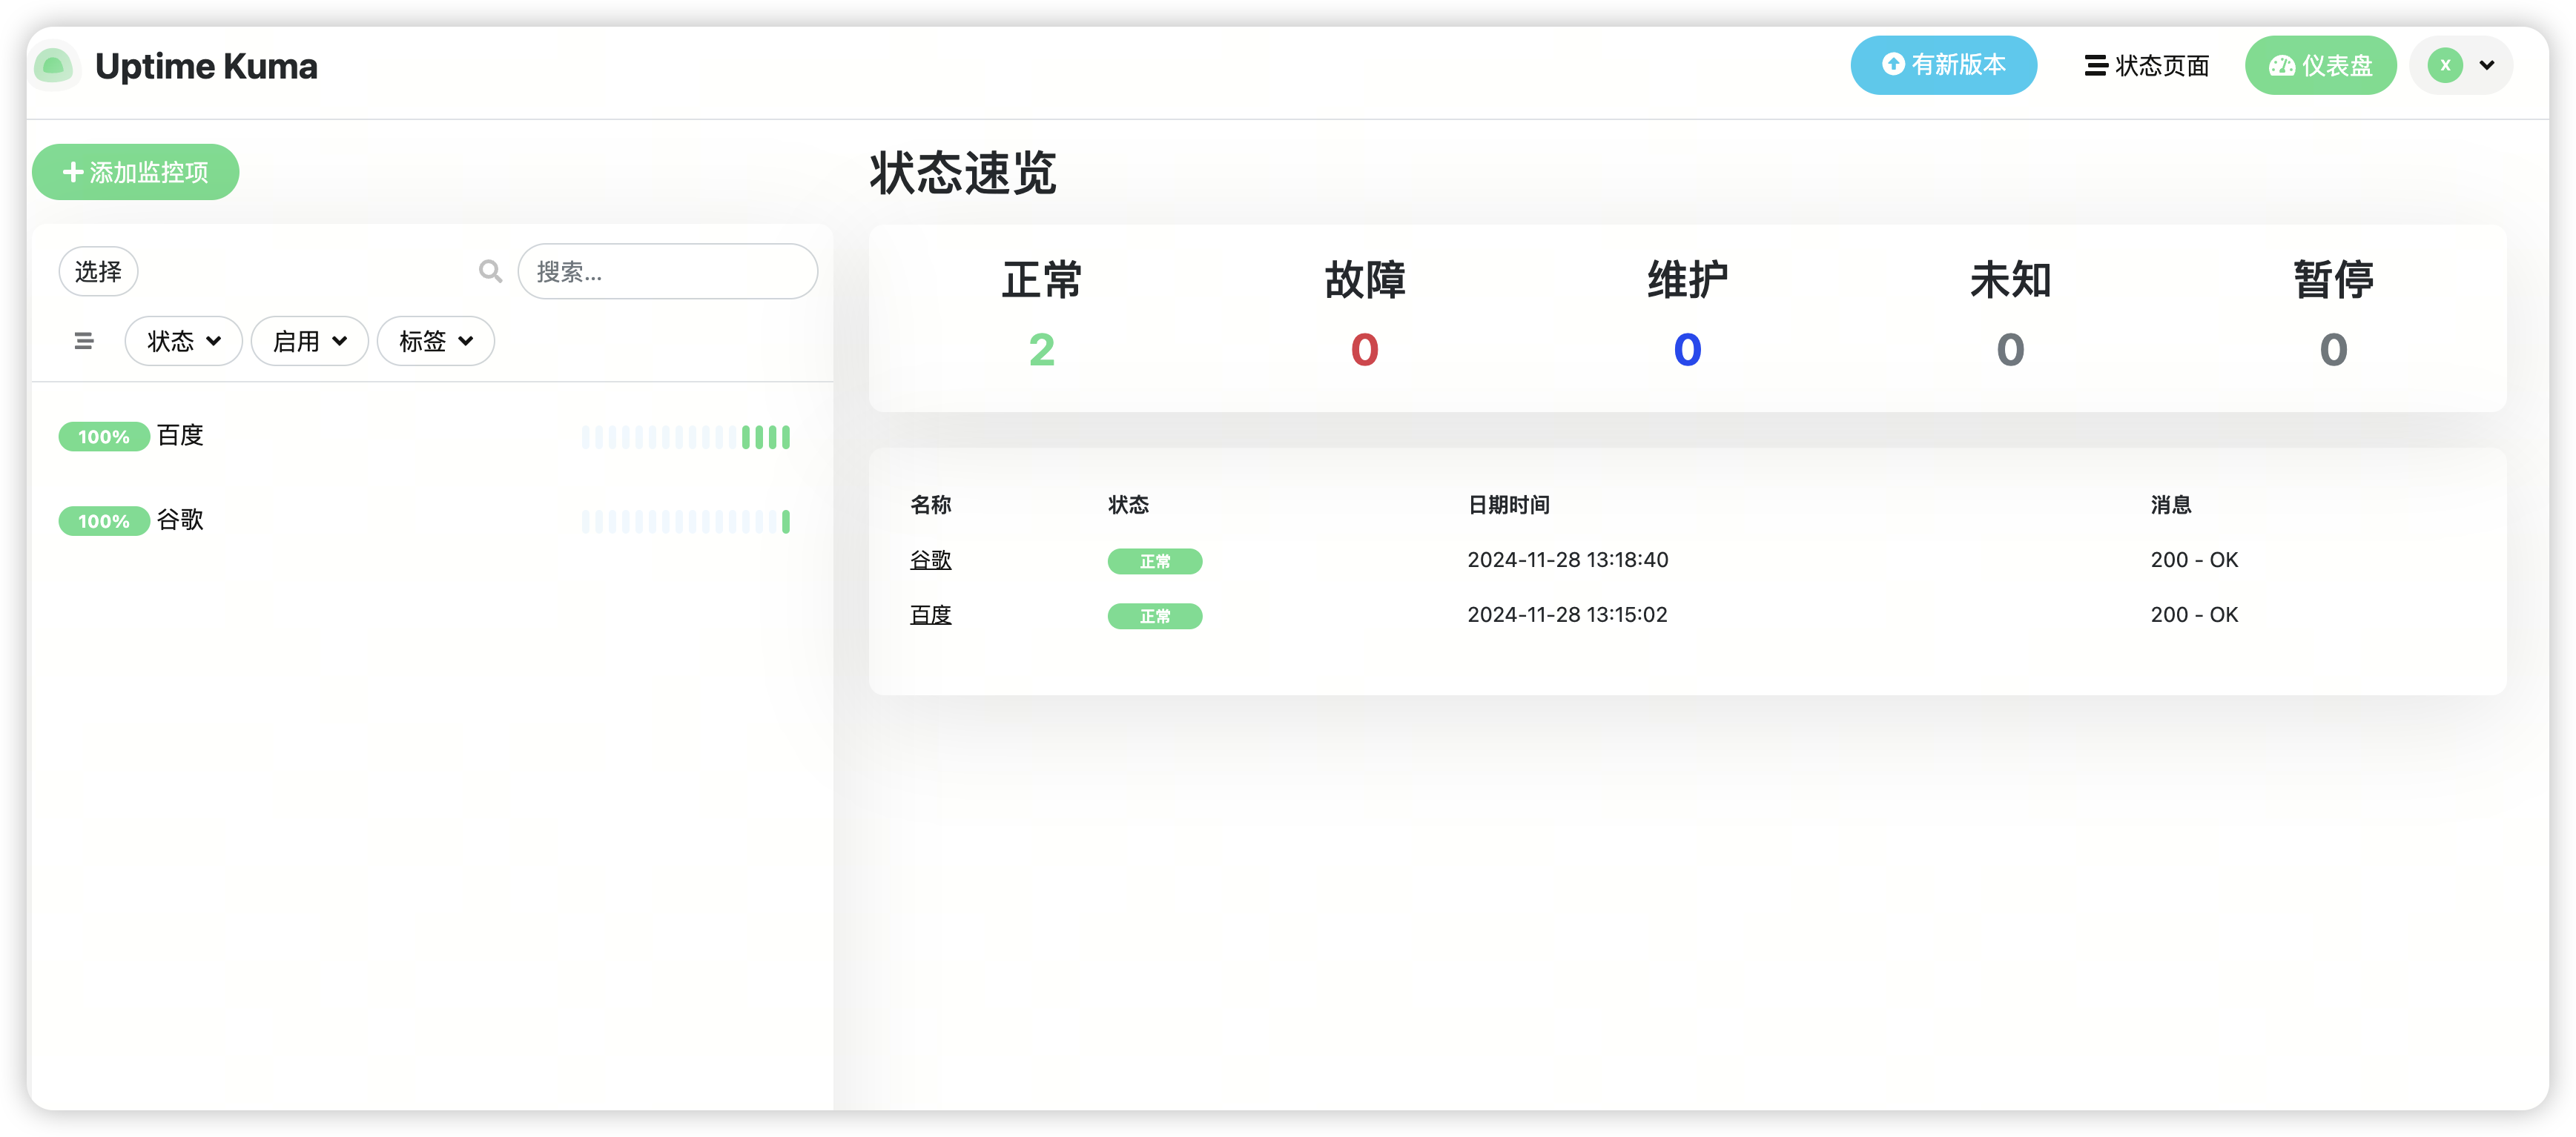 Uptime Kuma
有新版本
状态页面
仪表盘
X
添加监控项
选择
搜索...
状态
启用
标签
100% 百度
100% 谷歌
状态速览
正常 故障 维护 未知 暂停
2 0 0 0 0
名称 状态 日期时间 消息
谷歌 正常 2024-11-28 13:18:40 200 - OK
百度 正常 2024-11-28 13:15:02 200 - OK